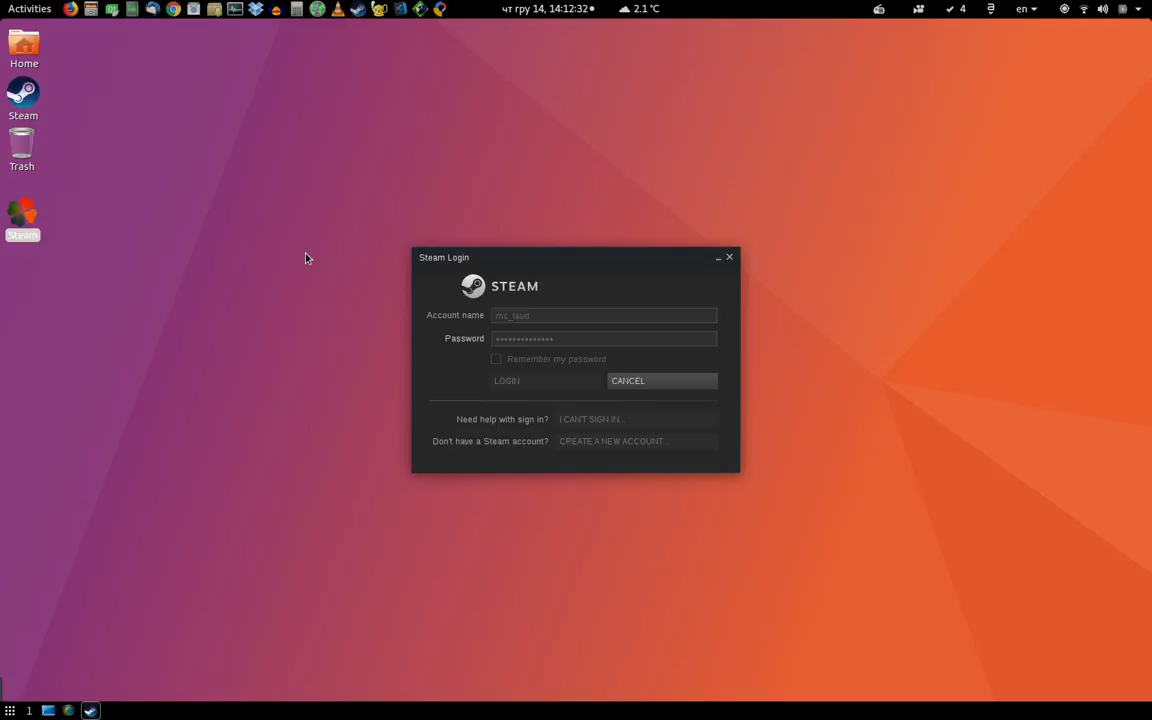 Activities
чт гру 14, 14:12:32
2.1 °C
4
en
Home
Steam
Trash
Steam
Steam Login
STEAM
Account name
mc_laud
Password
••••••••••••••
Remember my password
LOGIN
CANCEL
Need help with sign in?
I CAN'T SIGN IN...
Don't have a Steam account?
CREATE A NEW ACCOUNT...
1